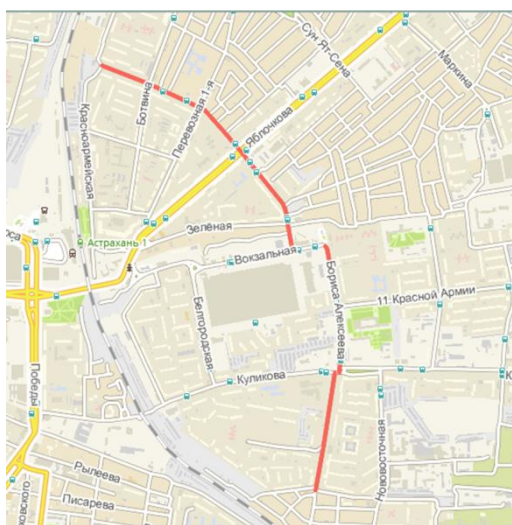 Сун Ят-Сена
Маркина
Ботвина
Перевозная 1-я
Яблочкова
Красноармейская
Зелёная
Астрахань 1
Вокзальная
Бориса Алексеева
11 Красной Армии
Белгородская
Куликова
Победы
Нововосточная
Рылеева
Писарева